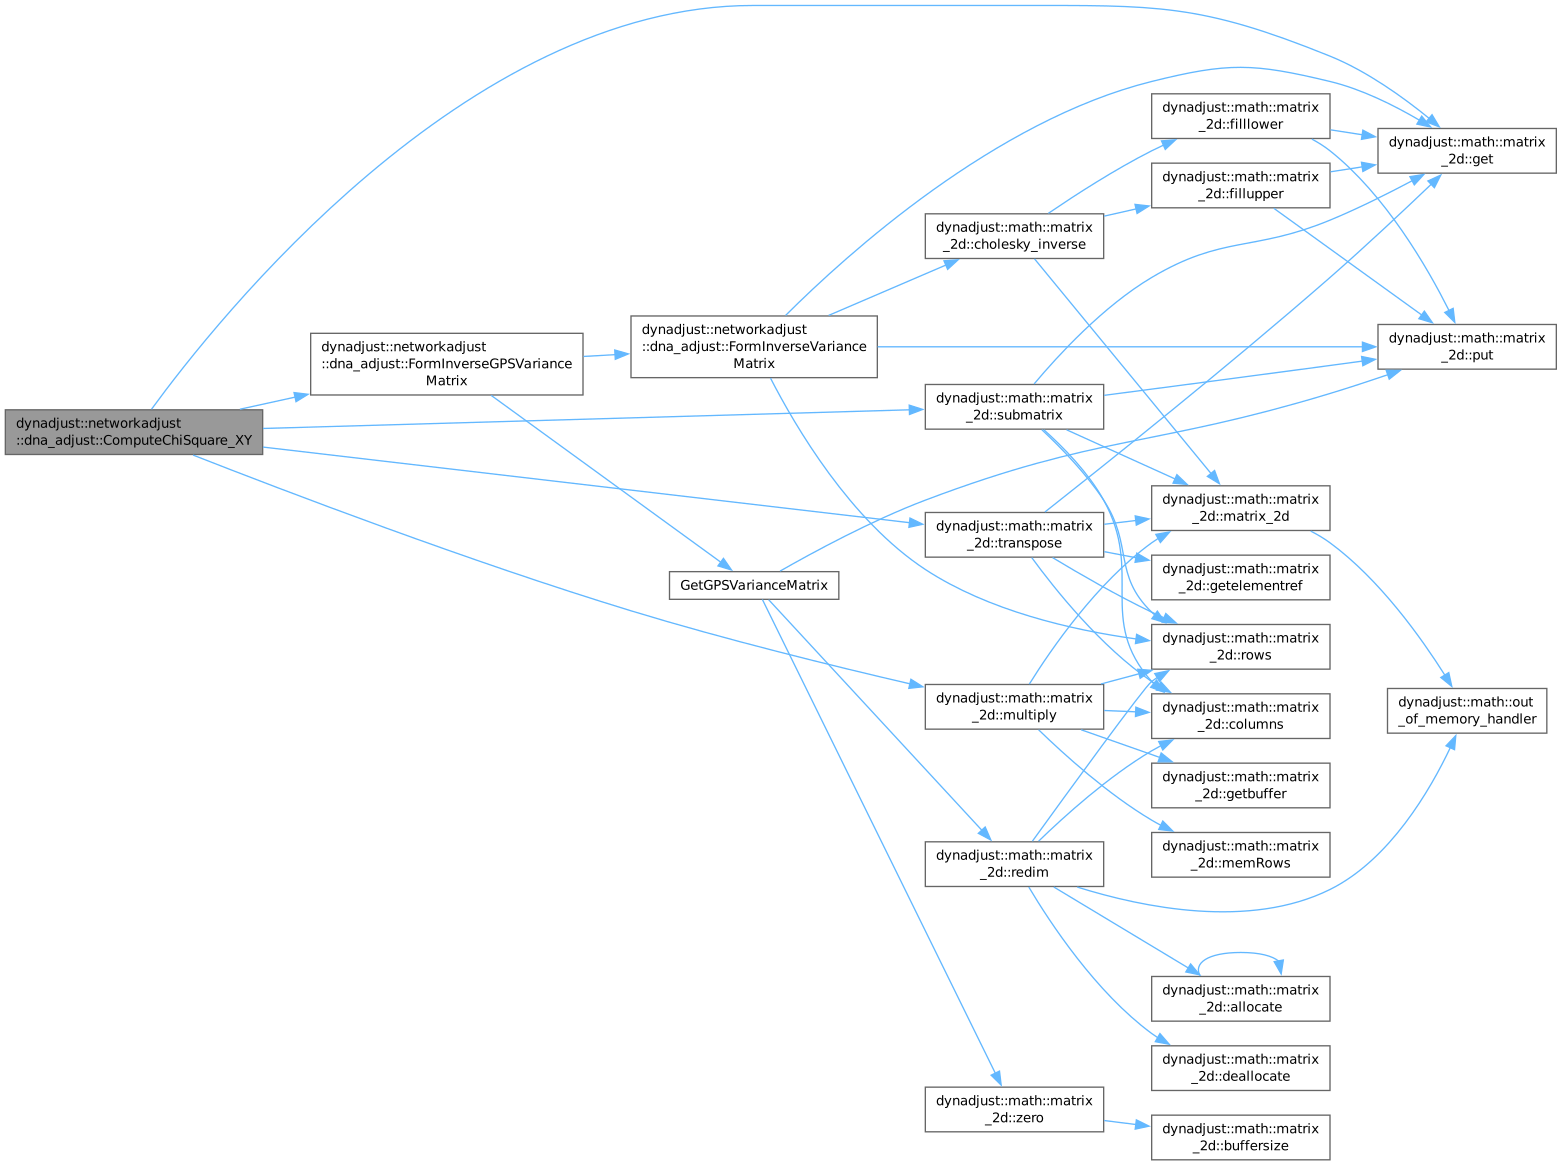 dynadjust::networkadjust
::dna_adjust::ComputeChiSquare_XY
dynadjust::networkadjust
::dna_adjust::FormInverseGPSVariance
Matrix
dynadjust::networkadjust
::dna_adjust::FormInverseVariance
Matrix
GetGPSVarianceMatrix
dynadjust::math::matrix
_2d::cholesky_inverse
dynadjust::math::matrix
_2d::submatrix
dynadjust::math::matrix
_2d::transpose
dynadjust::math::matrix
_2d::multiply
dynadjust::math::matrix
_2d::redim
dynadjust::math::matrix
_2d::zero
dynadjust::math::matrix
_2d::filllower
dynadjust::math::matrix
_2d::fillupper
dynadjust::math::matrix
_2d::matrix_2d
dynadjust::math::matrix
_2d::getelementref
dynadjust::math::matrix
_2d::rows
dynadjust::math::matrix
_2d::columns
dynadjust::math::matrix
_2d::getbuffer
dynadjust::math::matrix
_2d::memRows
dynadjust::math::matrix
_2d::allocate
dynadjust::math::matrix
_2d::deallocate
dynadjust::math::matrix
_2d::buffersize
dynadjust::math::matrix
_2d::get
dynadjust::math::matrix
_2d::put
dynadjust::math::out
_of_memory_handler